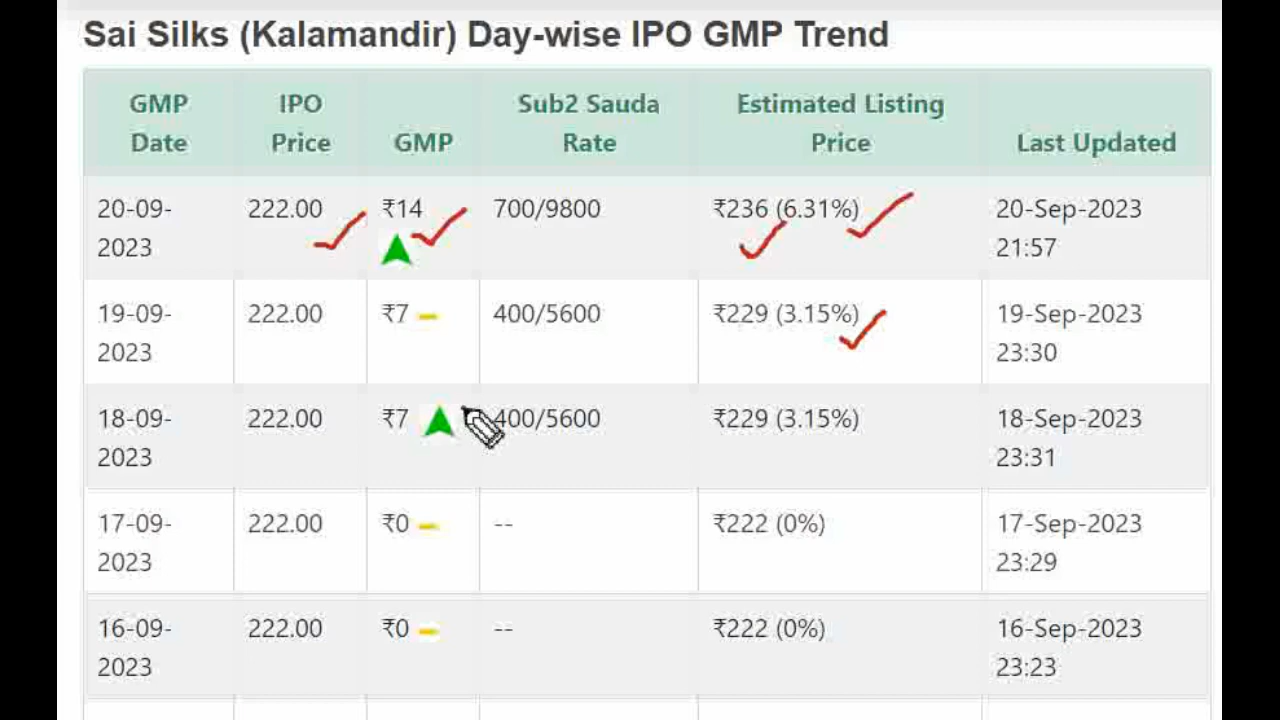 Sai Silks (Kalamandir) Day-wise IPO GMP Trend
GMP Date IPO Price GMP Sub2 Sauda Rate Estimated Listing Price Last Updated
20-09-2023 222.00 ₹14 700/9800 ₹236 (6.31%) 20-Sep-2023 21:57
19-09-2023 222.00 ₹7 400/5600 ₹229 (3.15%) 19-Sep-2023 23:30
18-09-2023 222.00 ₹7 400/5600 ₹229 (3.15%) 18-Sep-2023 23:31
17-09-2023 222.00 ₹0 -- ₹222 (0%) 17-Sep-2023 23:29
16-09-2023 222.00 ₹0 -- ₹222 (0%) 16-Sep-2023 23:23